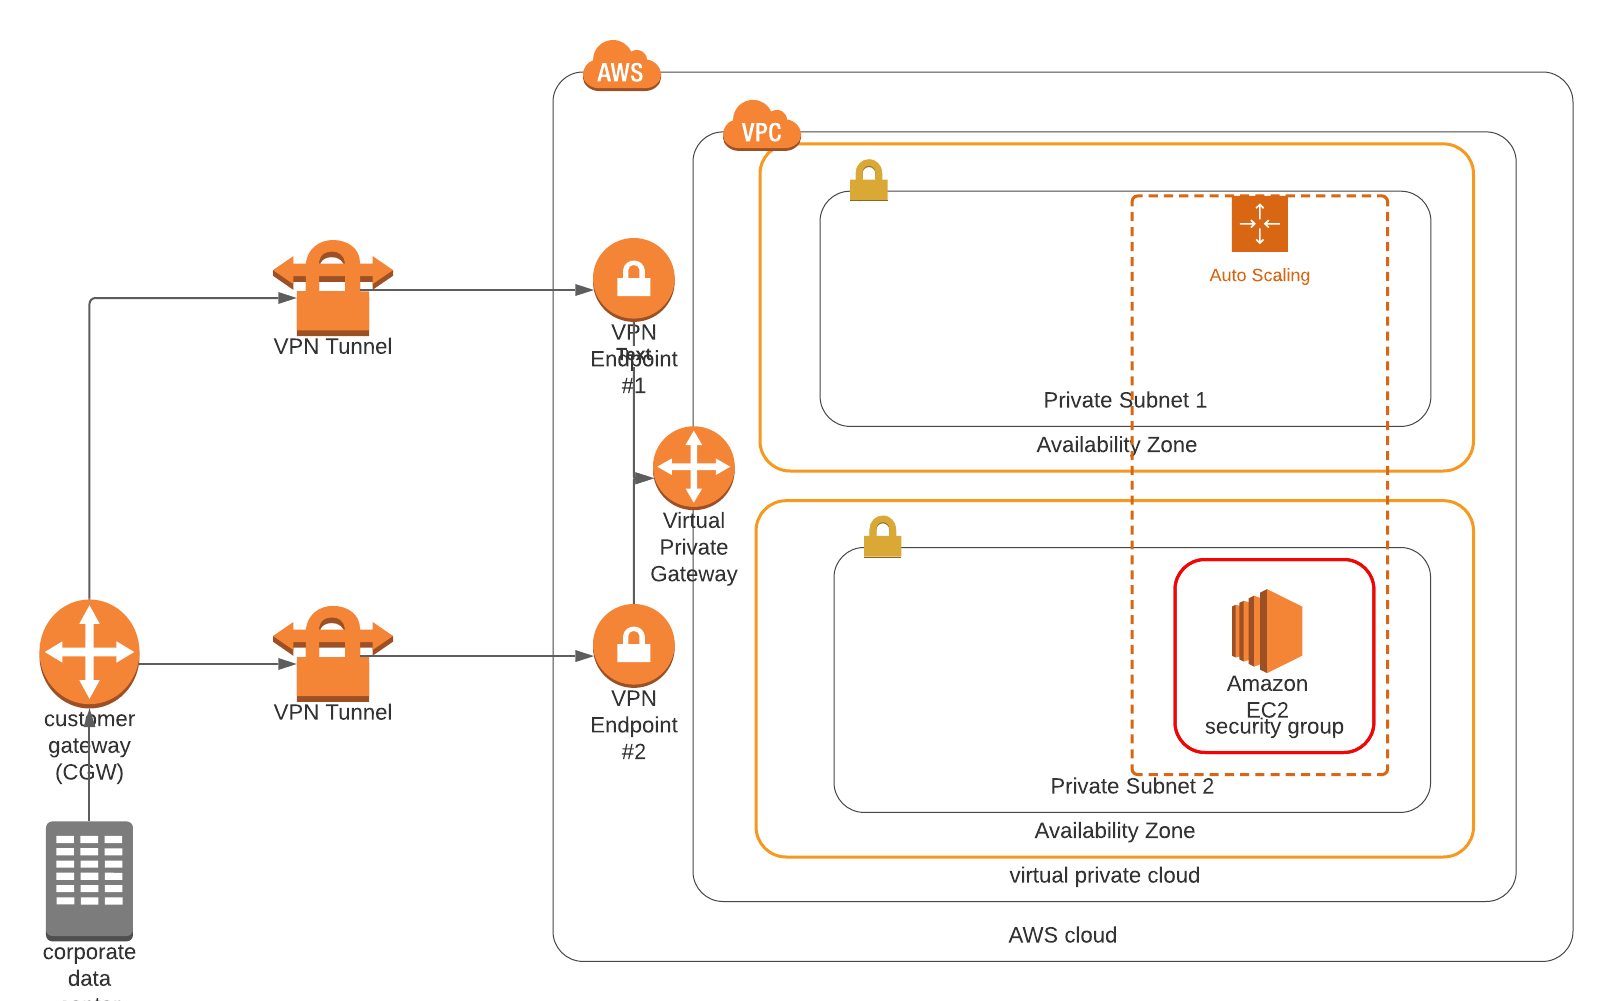 AWS
VPC
Auto Scaling
VPN Tunnel
VPN
Endpoint
#1
Text
Private Subnet 1
Availability Zone
Virtual
Private
Gateway
customer
gateway
(CGW)
VPN Tunnel
VPN
Endpoint
#2
Amazon
EC2
security group
Private Subnet 2
Availability Zone
virtual private cloud
AWS cloud
corporate
data